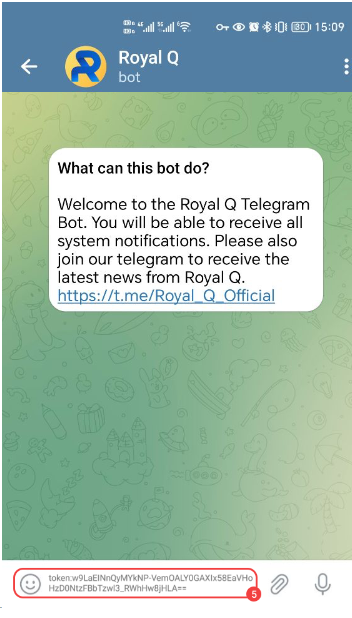 15:09
Royal Q
bot
What can this bot do?
Welcome to the Royal Q Telegram
Bot. You will be able to receive all
system notifications. Please also
join our telegram to receive the
latest news from Royal Q.
https://t.me/Royal_Q_Official
token:w9LaEINnQyMYkNP-VemOALY0GAXIx58EaVHo
HzD0NtzFBbTzwl3_RWhHw8jHLA==
5